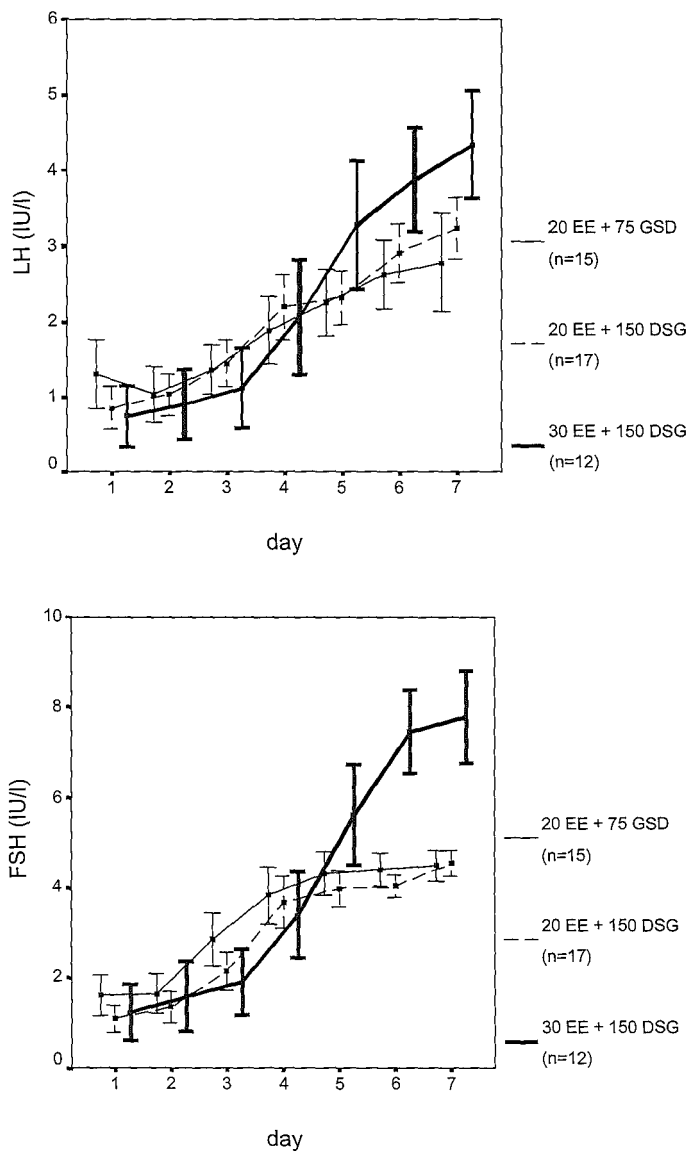 6
5
4
3
2
1
0
LH (IU/l)
1 2 3 4 5 6 7
day
20 EE + 75 GSD
(n=15)
20 EE + 150 DSG
(n=17)
30 EE + 150 DSG
(n=12)
10
8
6
4
2
0
FSH (IU/l)
1 2 3 4 5 6 7
day
20 EE + 75 GSD
(n=15)
20 EE + 150 DSG
(n=17)
30 EE + 150 DSG
(n=12)